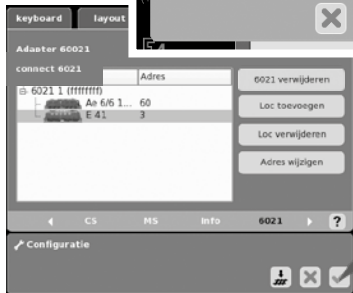 keyboard layout
E 4
Adapter 60021
connect 6021
Adres
6021 verwijderen
6021 1 (ffffffff)
Ae 6/6 1... 60
Loc toevoegen
E 41 3
Loc verwijderen
Adres wijzigen
CS MS Info 6021 ?
Configuratie